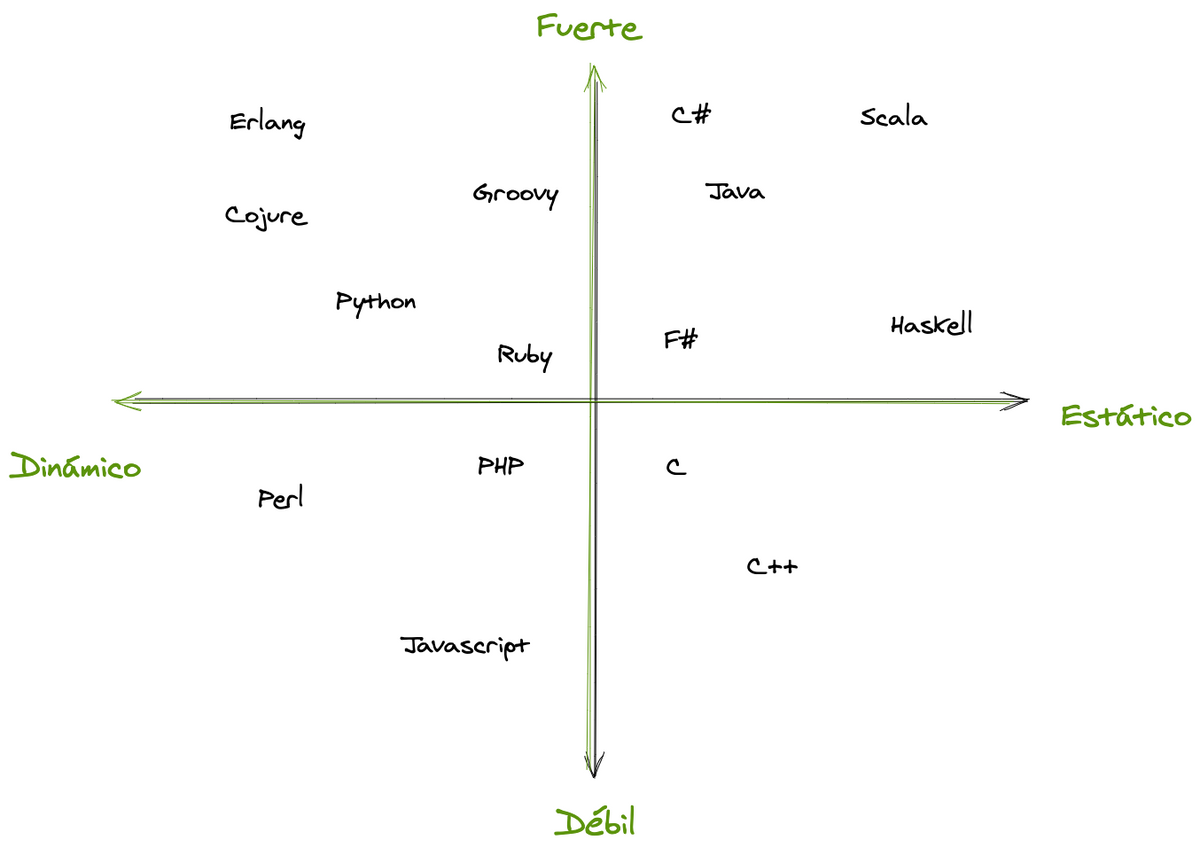 Fuerte
Erlang
C#
Scala
Groovy
Java
Cojure
Python
Haskell
F#
Ruby
Estático
Dinámico
PHP
C
Perl
C++
Javascript
Débil